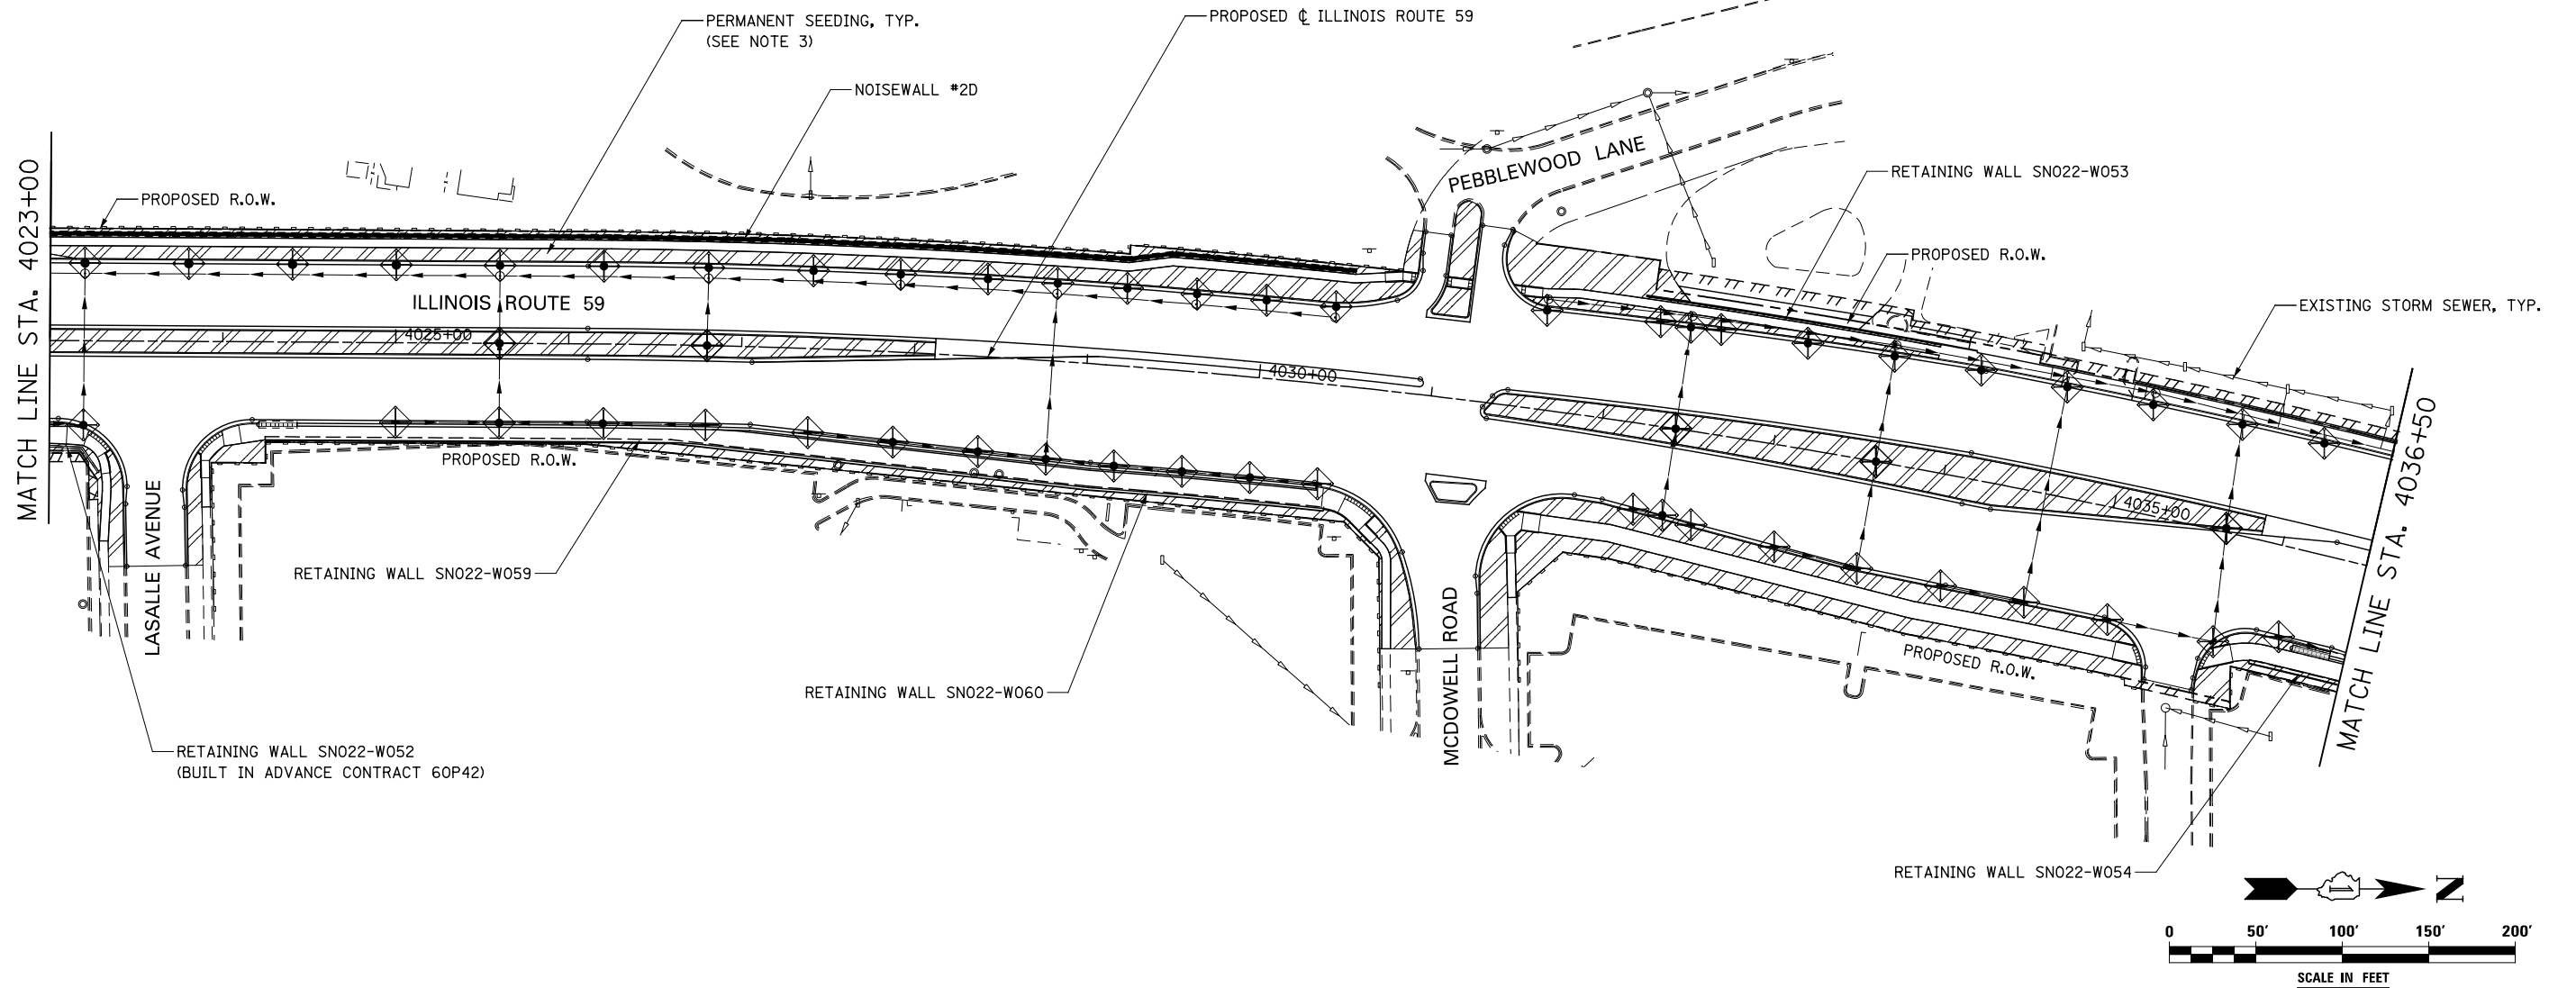 PERMANENT SEEDING, TYP.
(SEE NOTE 3)
PROPOSED ℄ ILLINOIS ROUTE 59
NOISEWALL #2D
PEBBLEWOOD LANE
RETAINING WALL SN022-W053
PROPOSED R.O.W.
PROPOSED R.O.W.
EXISTING STORM SEWER, TYP.
MATCH LINE STA. 4023+00
ILLINOIS ROUTE 59
4025+00
4030+00
4035+00
MATCH LINE STA. 4036+50
PROPOSED R.O.W.
LASALLE AVENUE
RETAINING WALL SN022-W059
RETAINING WALL SN022-W060
MCDOWELL ROAD
PROPOSED R.O.W.
RETAINING WALL SN022-W052
(BUILT IN ADVANCE CONTRACT 60P42)
RETAINING WALL SN022-W054
N
0 50' 100' 150' 200'
SCALE IN FEET